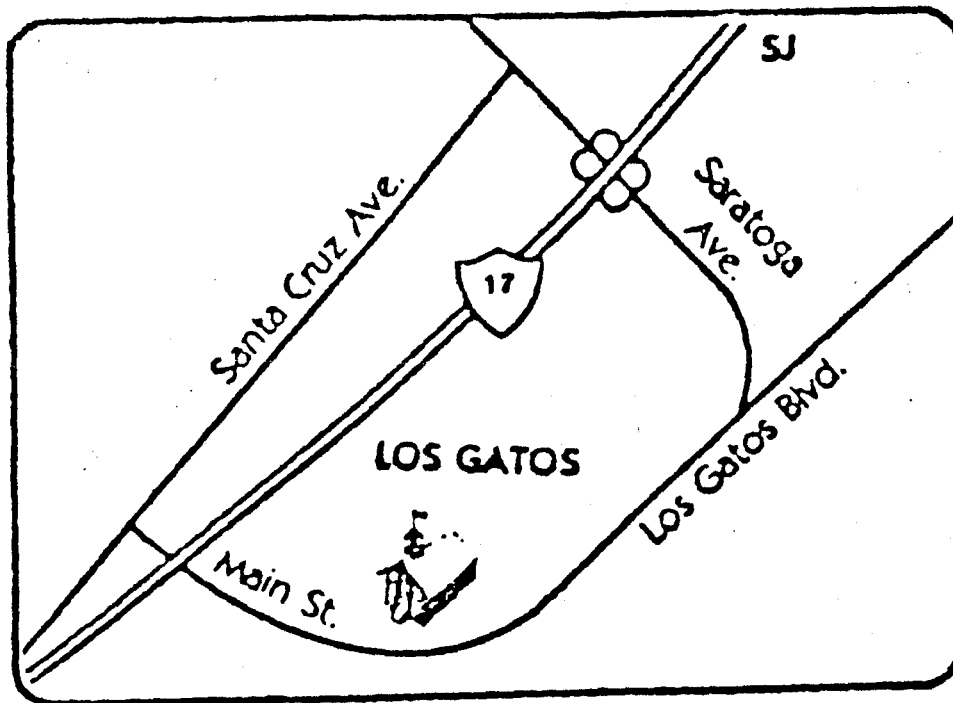 SJ
Saratoga
Ave.
Santa Cruz Ave.
17
LOS GATOS
Los Gatos Blvd.
Main St.